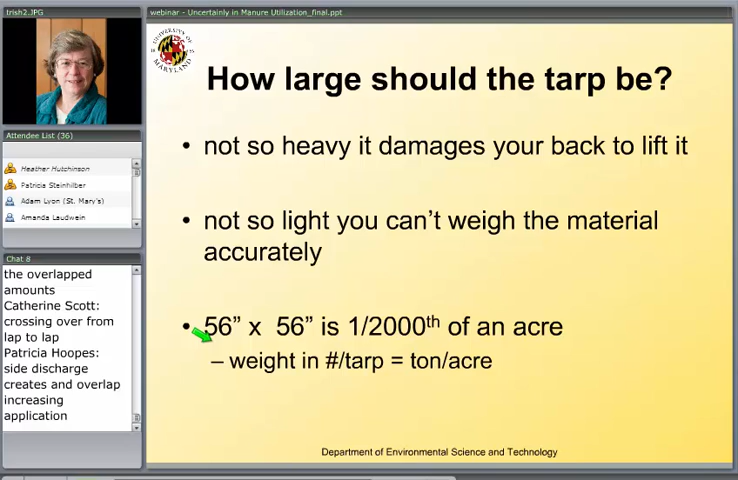 trish2.JPG
webinar - Uncertainly in Manure Utilization_final.ppt
Attendee List (36)
Heather Hutchinson
Patricia Steinhilber
Adam Lyon (St. Mary's)
Amanda Laudwein
Chat 8
the overlapped
amounts
Catherine Scott:
crossing over from
lap to lap
Patricia Hoopes:
side discharge
creates and overlap
increasing
application
UNIVERSITY OF
MARYLAND
How large should the tarp be?
• not so heavy it damages your back to lift it
• not so light you can't weigh the material
accurately
• 56” x 56” is 1/2000th of an acre
– weight in #/tarp = ton/acre
Department of Environmental Science and Technology